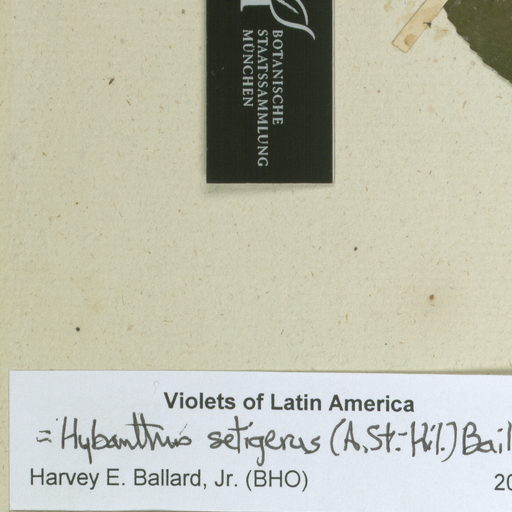 BOTANISCHE
STAATSSAMMLUNG
MÜNCHEN
Violets of Latin America
= Hybanthus setigerus (A.St.-Hil.) Bail
Harvey E. Ballard, Jr. (BHO) 20